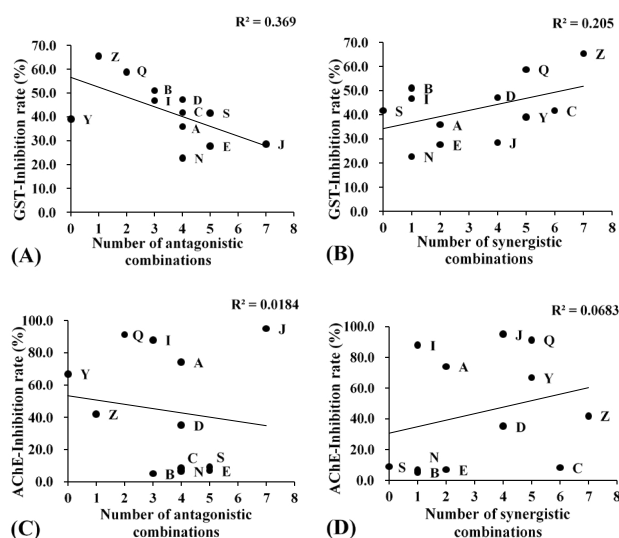 R² = 0.369
(A)
GST-Inhibition rate (%)
70.0
60.0
50.0
40.0
30.0
20.0
10.0
0.0
Z
Q
B
I
D
C
S
Y
A
E
J
N
0 1 2 3 4 5 6 7 8
Number of antagonistic
combinations
R² = 0.205
(B)
GST-Inhibition rate (%)
70.0
60.0
50.0
40.0
30.0
20.0
10.0
0.0
Z
Q
B
I
D
S
C
Y
A
E
J
N
0 1 2 3 4 5 6 7 8
Number of synergistic
combinations
R² = 0.0184
(C)
AChE-Inhibition rate (%)
100.0
80.0
60.0
40.0
20.0
0.0
J
Q
I
A
Y
Z
D
C
S
B
N
E
0 1 2 3 4 5 6 7 8
Number of antagonistic
combinations
R² = 0.0683
(D)
AChE-Inhibition rate (%)
100.0
80.0
60.0
40.0
20.0
0.0
J
Q
I
A
Y
Z
D
S
N
B
E
C
0 1 2 3 4 5 6 7 8
Number of synergistic
combinations